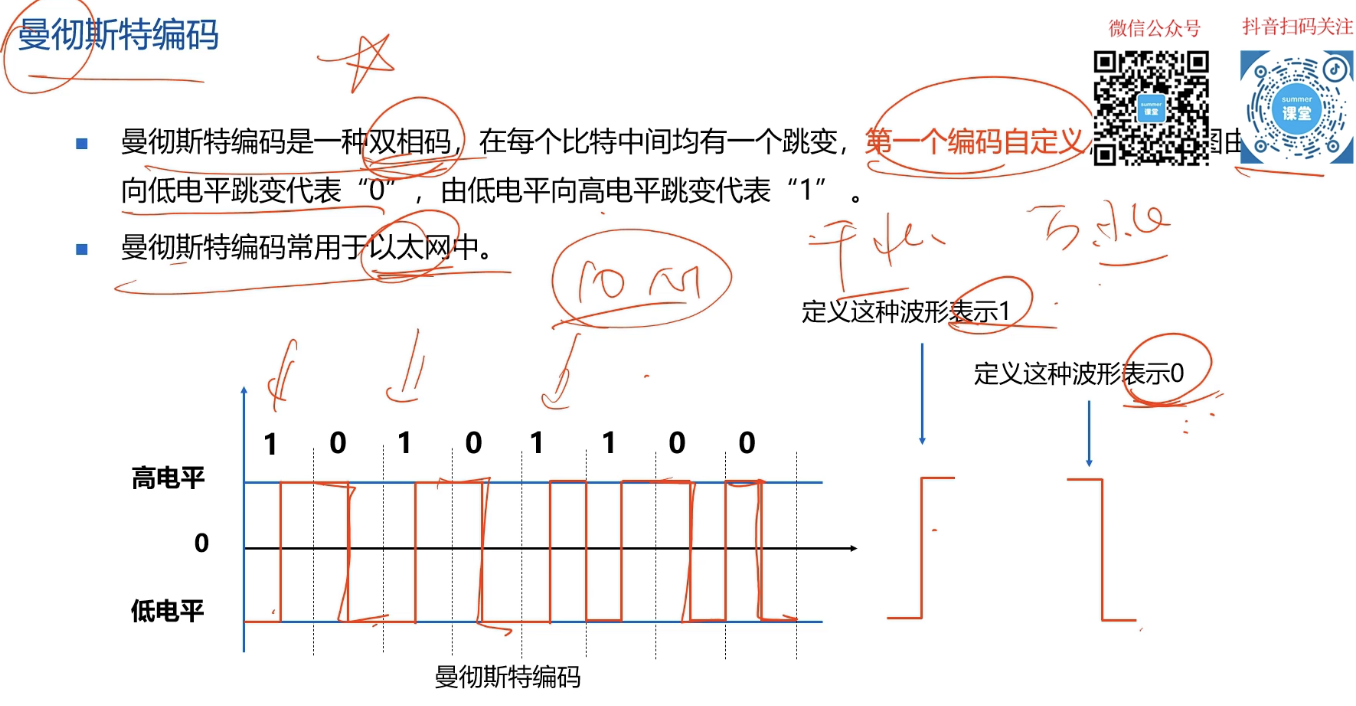 曼彻斯特编码
微信公众号
抖音扫码关注
summer
课堂
summer
课堂
曼彻斯特编码是一种双相码，在每个比特中间均有一个跳变，第一个编码自定义，图由
向低电平跳变代表“0”，由低电平向高电平跳变代表“1”。
曼彻斯特编码常用于以太网中。
10M
定义这种波形表示1
定义这种波形表示0
1 0 1 0 1 1 0 0
高电平
0
低电平
曼彻斯特编码